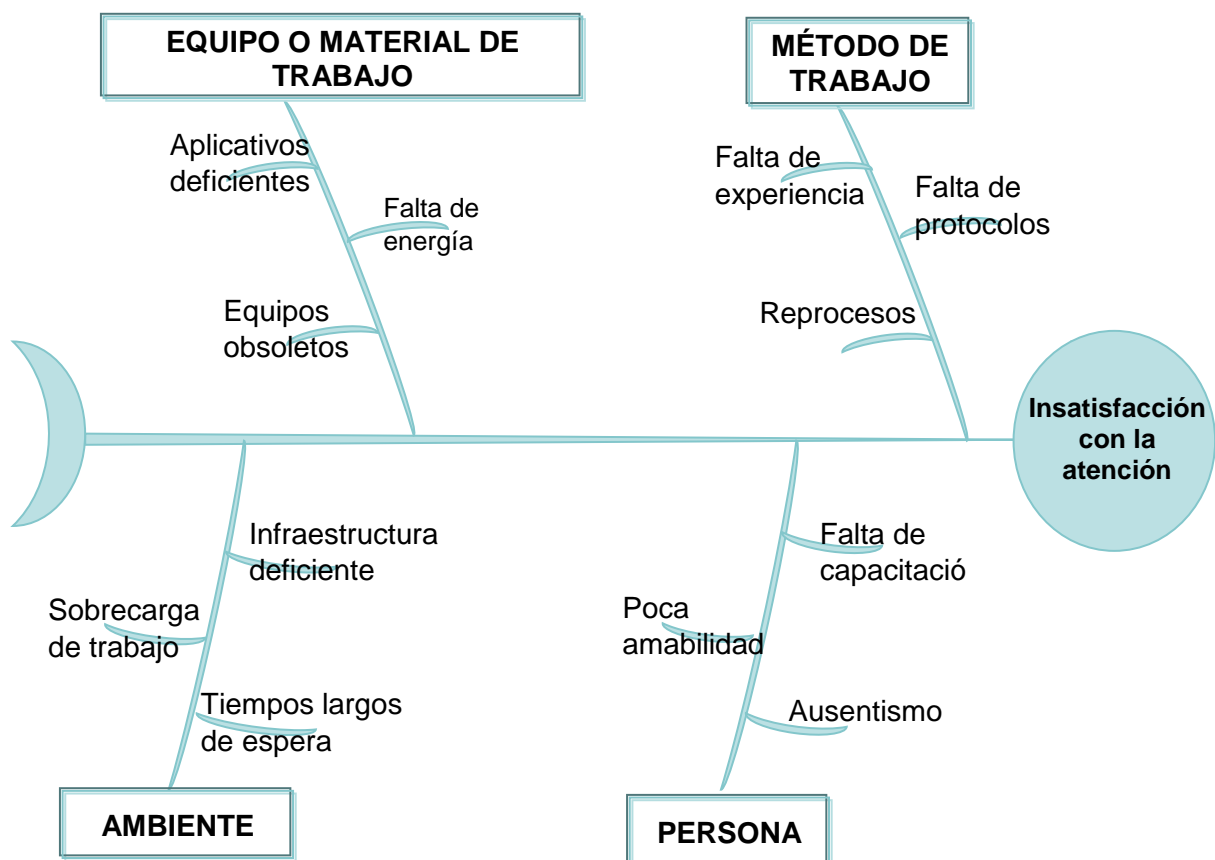 EQUIPO O MATERIAL DE
TRABAJO
MÉTODO DE
TRABAJO
Aplicativos
deficientes
Falta de
energía
Equipos
obsoletos
Falta de
experiencia
Falta de
protocolos
Reprocesos
Insatisfacción
con la
atención
Infraestructura
deficiente
Sobrecarga
de trabajo
Tiempos largos
de espera
Falta de
capacitació
Poca
amabilidad
Ausentismo
AMBIENTE
PERSONA